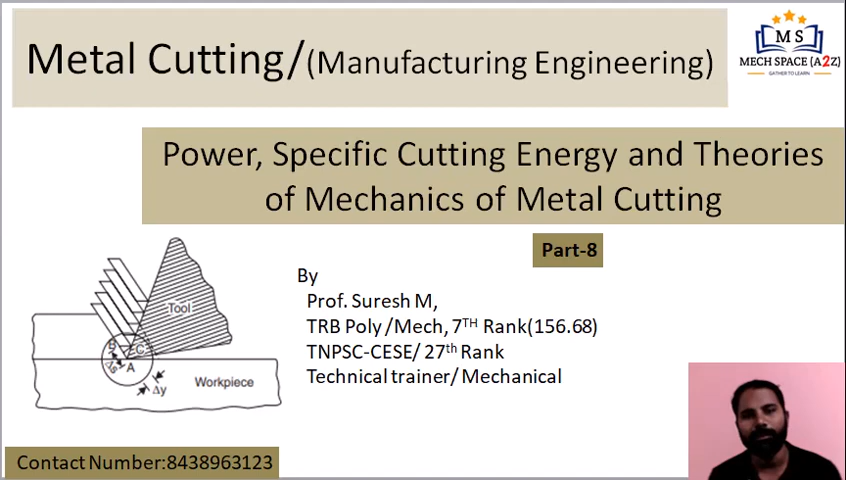 Metal Cutting/(Manufacturing Engineering)
M S
MECH SPACE (A2Z)
GATHER TO LEARN
Power, Specific Cutting Energy and Theories
of Mechanics of Metal Cutting
Part-8
By
Prof. Suresh M,
TRB Poly /Mech, 7TH Rank(156.68)
TNPSC-CESE/ 27th Rank
Technical trainer/ Mechanical
Tool
B
C
Δs
A
Δy
Workpiece
Contact Number:8438963123